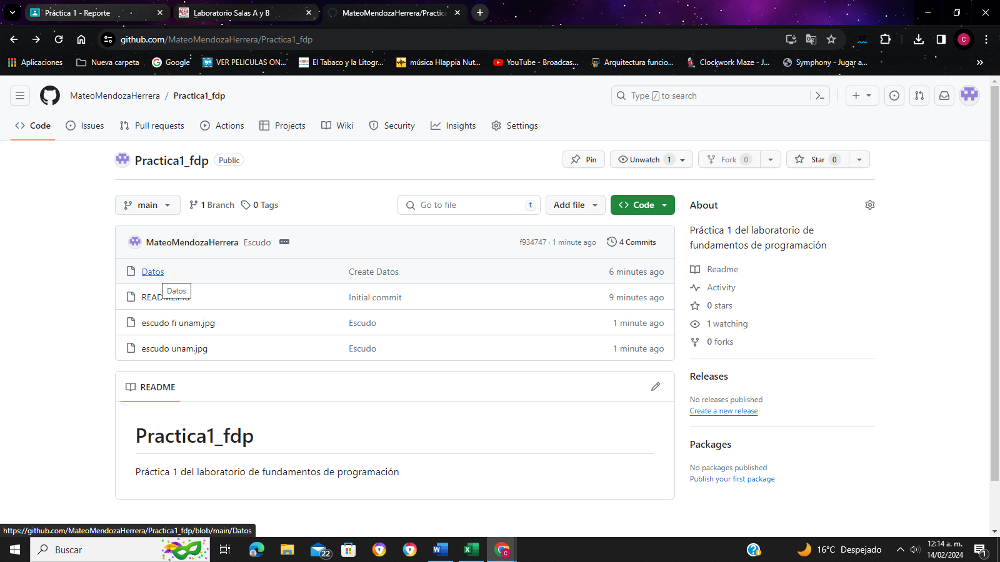 Práctica 1 - Reporte
Laboratorio Salas A y B
MateoMendozaHerrera/Practica
github.com/MateoMendozaHerrera/Practica1_fdp
C
Aplicaciones
Nueva carpeta
Google
VER PELICULAS ON...
El Tabaco y la Litogr...
música Hlappia Nut...
YouTube - Broadcas...
Arquitectura funcio...
Clockwork Maze - J...
Symphony - Jugar a...
MateoMendozaHerrera / Practica1_fdp
Type / to search
Code
Issues
Pull requests
Actions
Projects
Wiki
Security
Insights
Settings
Practica1_fdp
Public
Pin
Unwatch 1
Fork 0
Star 0
main
1 Branch
0 Tags
Go to file
t
Add file
Code
MateoMendozaHerrera Escudo
f934747 · 1 minute ago
4 Commits
Datos
Create Datos
6 minutes ago
Datos
README.md
Initial commit
9 minutes ago
escudo fi unam.jpg
Escudo
1 minute ago
escudo unam.jpg
Escudo
1 minute ago
About
Práctica 1 del laboratorio de
fundamentos de programación
Readme
Activity
0 stars
1 watching
0 forks
Releases
No releases published
Create a new release
Packages
No packages published
Publish your first package
README
Practica1_fdp
Práctica 1 del laboratorio de fundamentos de programación
https://github.com/MateoMendozaHerrera/Practica1_fdp/blob/main/Datos
Buscar
22
16°C Despejado
12:14 a. m.
14/02/2024
1